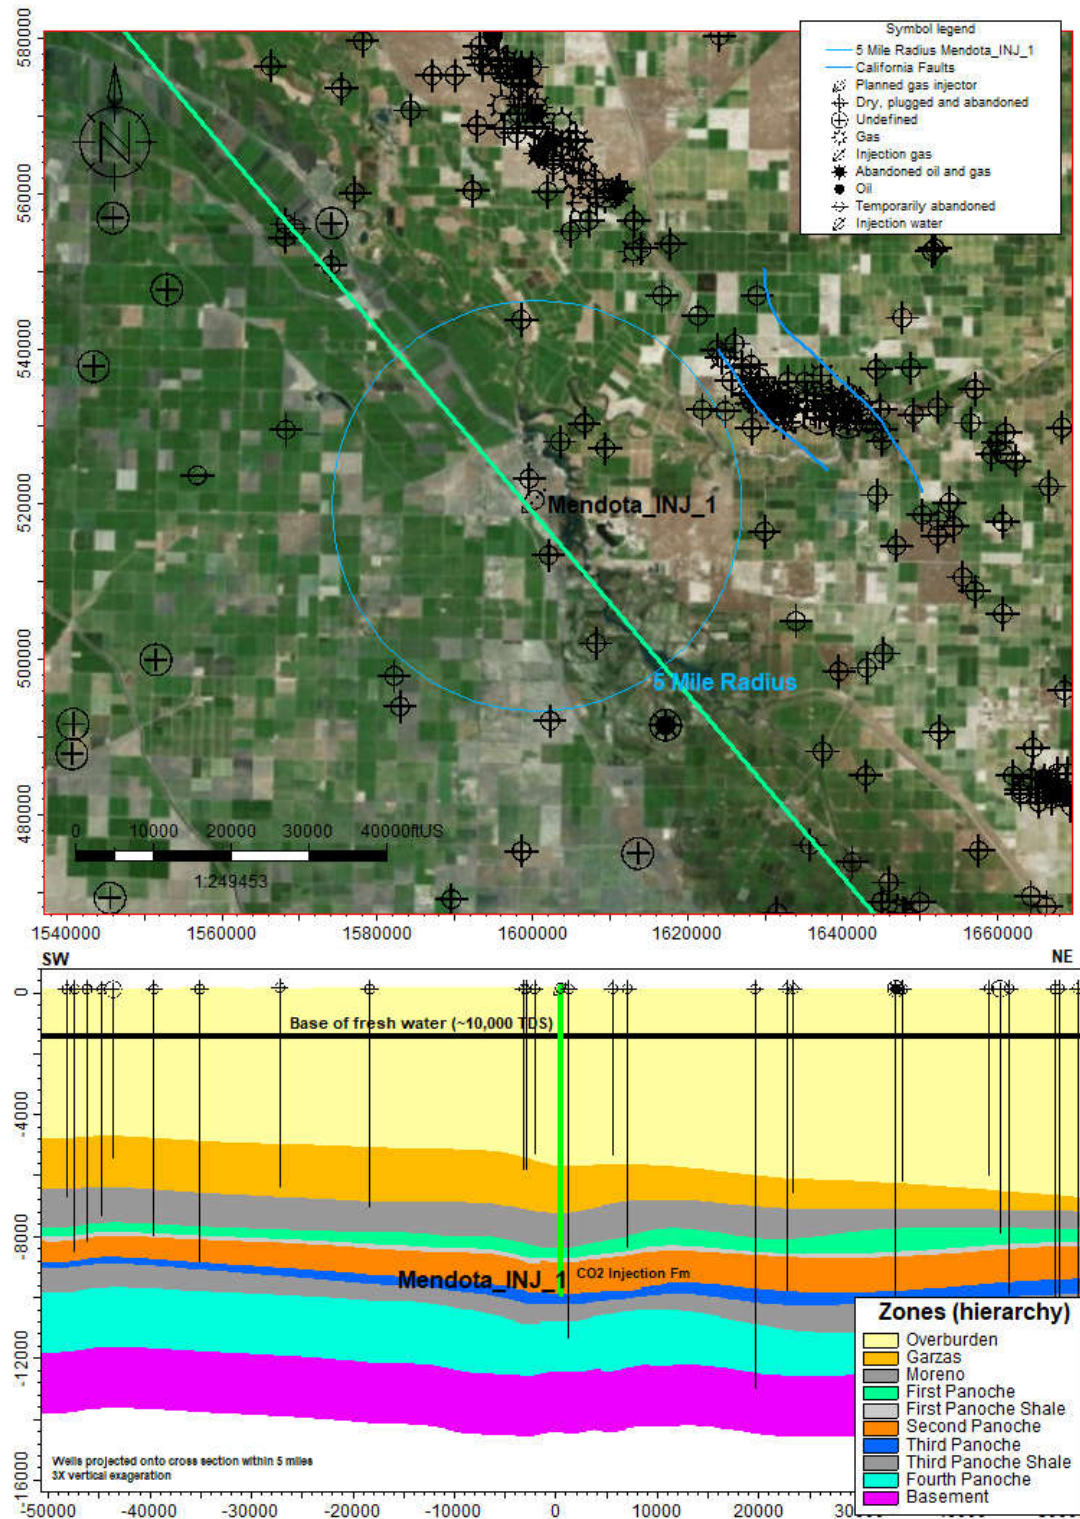 Symbol legend
5 Mile Radius Mendota_INJ_1
California Faults
Planned gas injector
Dry, plugged and abandoned
Undefined
Gas
Injection gas
Abandoned oil and gas
Oil
Temporarily abandoned
Injection water
580000
560000
540000
520000
500000
480000
N
Mendota_INJ_1
5 Mile Radius
0 10000 20000 30000 40000ftUS
1:249453
1540000 1560000 1580000 1600000 1620000 1640000 1660000
SW NE
0
-4000
-8000
-12000
-16000
Base of fresh water (~10,000 TDS)
Mendota_INJ_1
CO2 Injection Fm
Zones (hierarchy)
Overburden
Garzas
Moreno
First Panoche
First Panoche Shale
Second Panoche
Third Panoche
Third Panoche Shale
Fourth Panoche
Basement
Wells projected onto cross section within 5 miles
3X vertical exageration
-50000 -40000 -30000 -20000 -10000 0 10000 20000